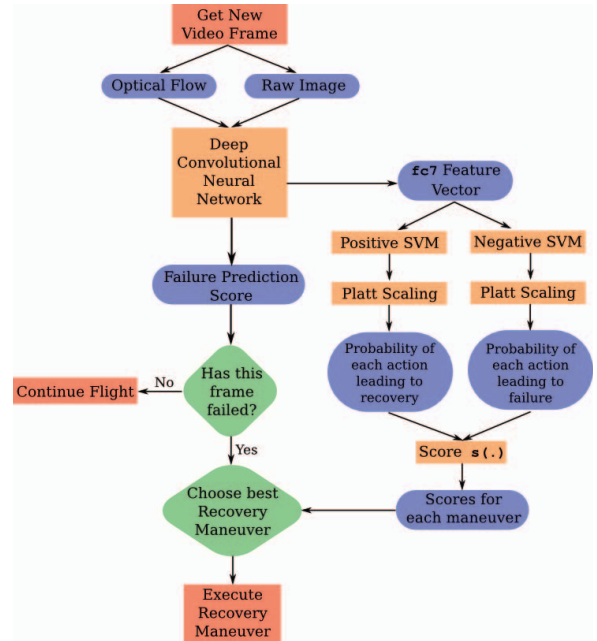 Get New
Video Frame
Optical Flow
Raw Image
Deep
Convolutional
Neural
Network
fc7 Feature
Vector
Positive SVM
Negative SVM
Platt Scaling
Platt Scaling
Failure Prediction
Score
Probability of
each action
leading to
recovery
Probability of
each action
leading to
failure
Has this
frame
failed?
No
Continue Flight
Yes
Score s(.)
Scores for
each maneuver
Choose best
Recovery
Maneuver
Execute
Recovery
Maneuver